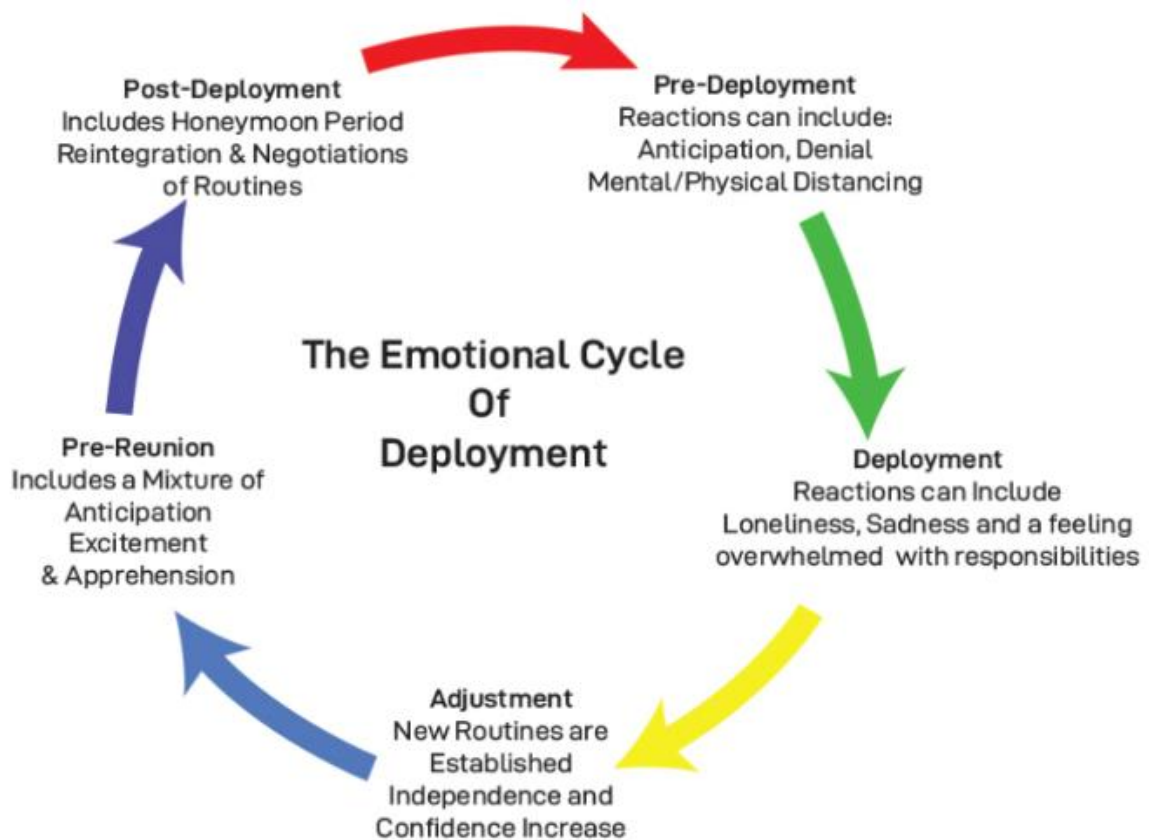 The Emotional Cycle
Of
Deployment
Pre-Deployment
Reactions can include:
Anticipation, Denial
Mental/Physical Distancing
Deployment
Reactions can Include
Loneliness, Sadness and a feeling
overwhelmed with responsibilities
Adjustment
New Routines are
Established
Independence and
Confidence Increase
Pre-Reunion
Includes a Mixture of
Anticipation
Excitement
& Apprehension
Post-Deployment
Includes Honeymoon Period
Reintegration & Negotiations
of Routines